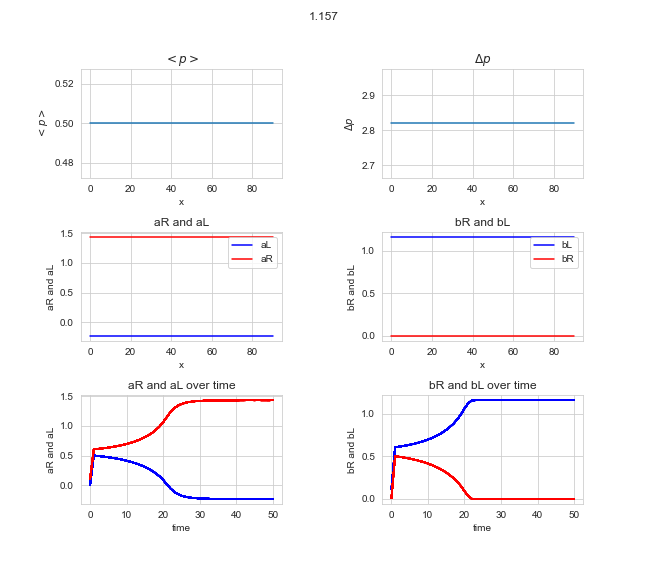 1.157
< p >
Δp
0.52
0.50
0.48
< p >
0 20 40 60 80
x
2.9
2.8
2.7
Δp
0 20 40 60 80
x
aR and aL
1.5
1.0
0.5
0.0
aR and aL
aL
aR
0 20 40 60 80
x
bR and bL
1.0
0.5
0.0
bR and bL
bL
bR
0 20 40 60 80
x
aR and aL over time
1.5
1.0
0.5
0.0
aR and aL
0 10 20 30 40 50
time
bR and bL over time
1.0
0.5
0.0
bR and bL
0 10 20 30 40 50
time